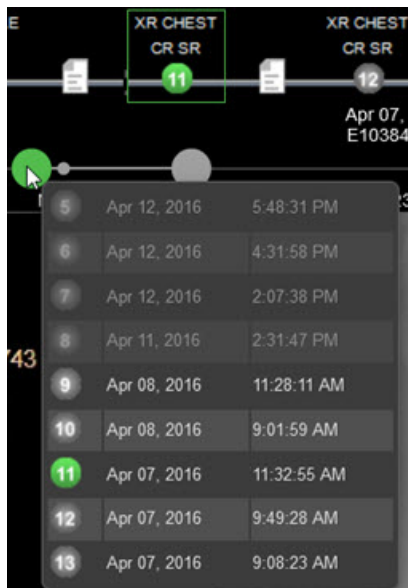 E
XR CHEST
XR CHEST
CR SR
CR SR
11
12
Apr 07,
E10384
743
5 Apr 12, 2016 5:48:31 PM
6 Apr 12, 2016 4:31:58 PM
7 Apr 12, 2016 2:07:38 PM
8 Apr 11, 2016 2:31:47 PM
9 Apr 08, 2016 11:28:11 AM
10 Apr 08, 2016 9:01:59 AM
11 Apr 07, 2016 11:32:55 AM
12 Apr 07, 2016 9:49:28 AM
13 Apr 07, 2016 9:08:23 AM